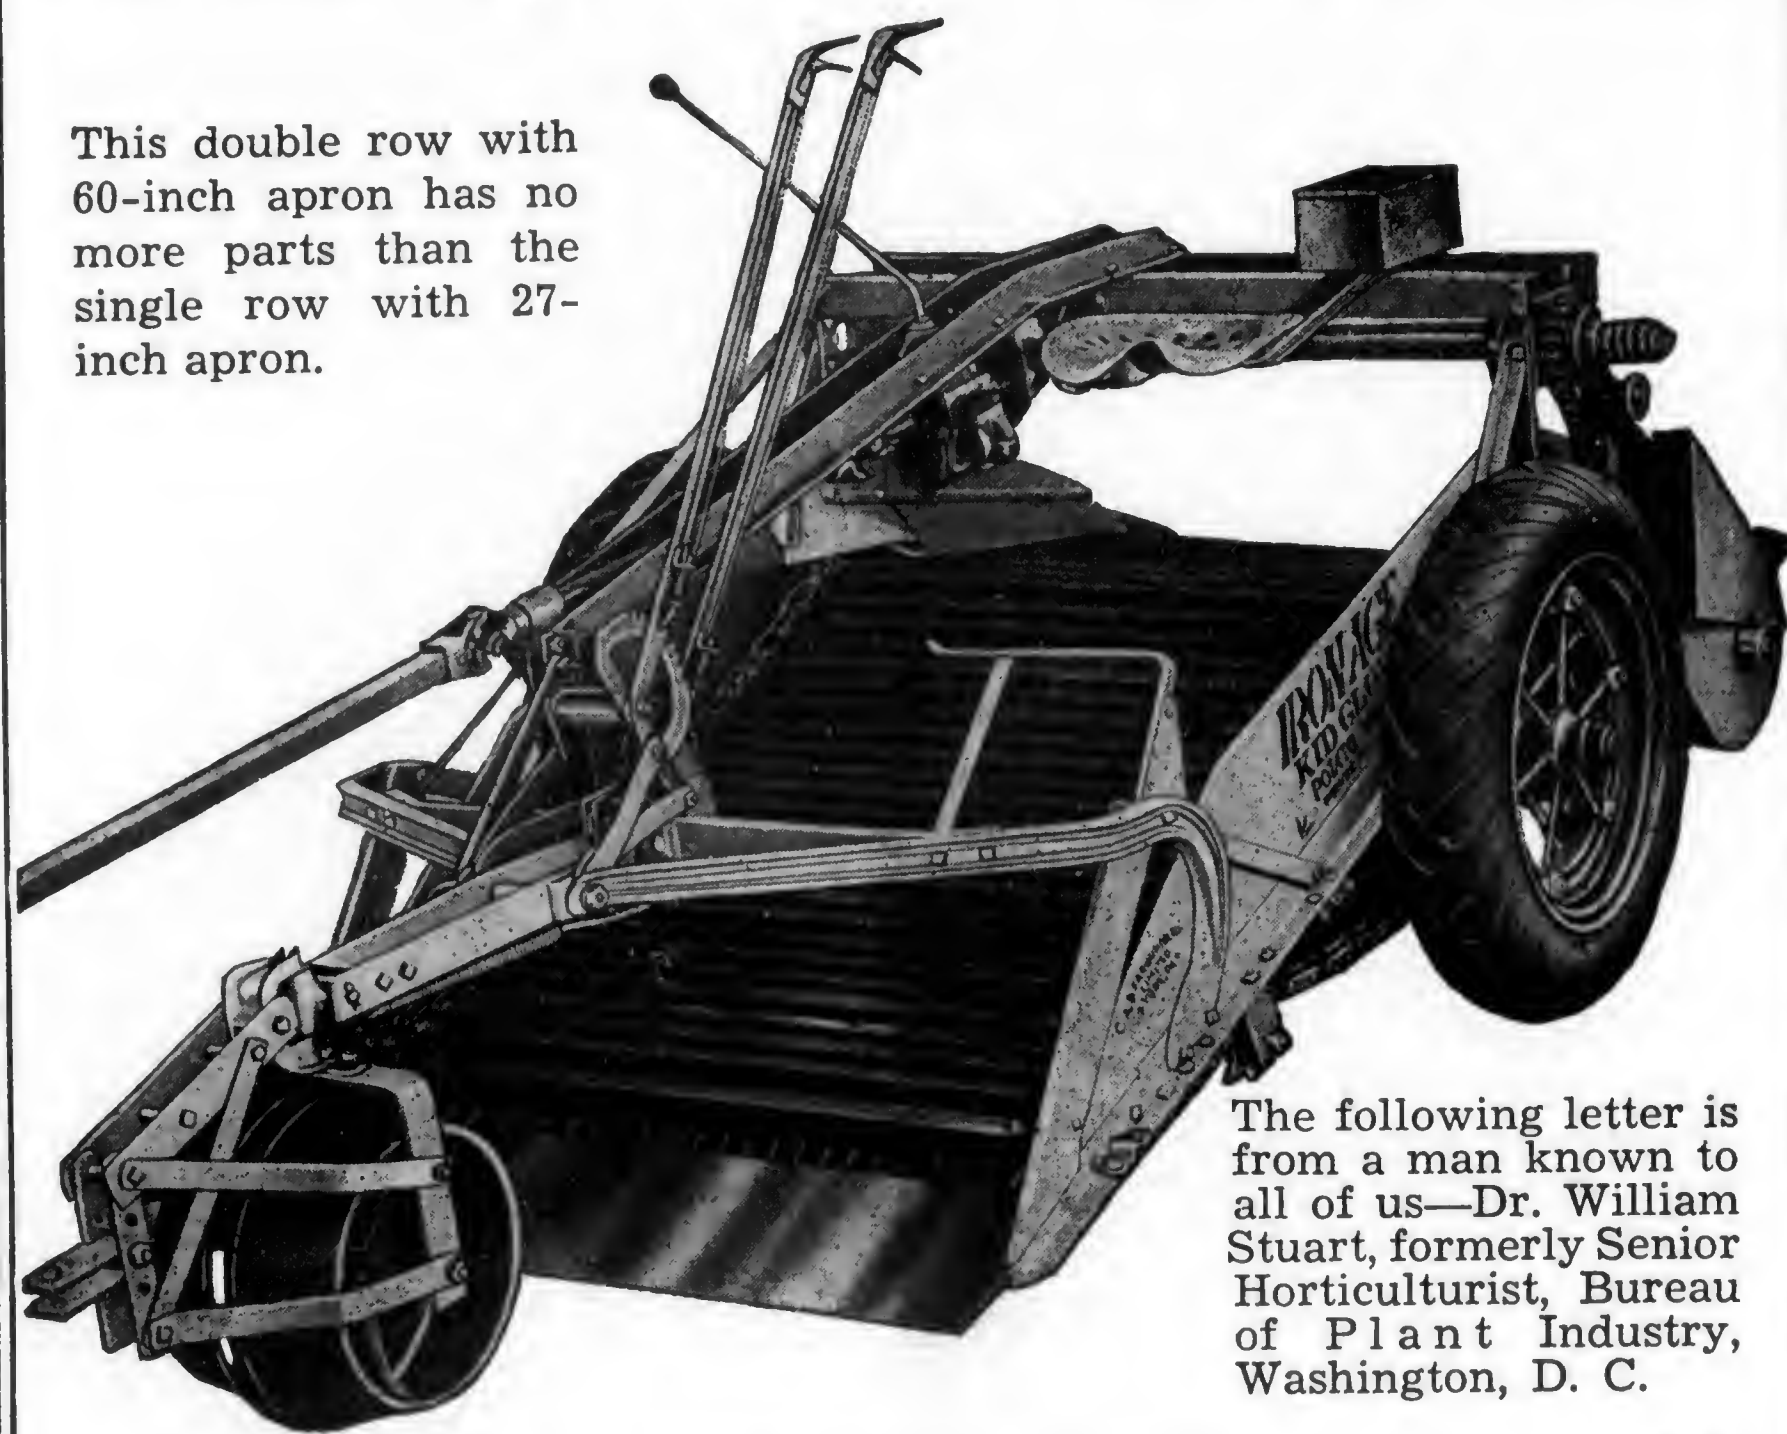 This double row with
60-inch apron has no
more parts than the
single row with 27-
inch apron.
IRON AGE
KID GLOVE
POTATO
The following letter is
from a man known to
all of us—Dr. William
Stuart, formerly Senior
Horticulturist, Bureau
of Plant Industry,
Washington, D. C.